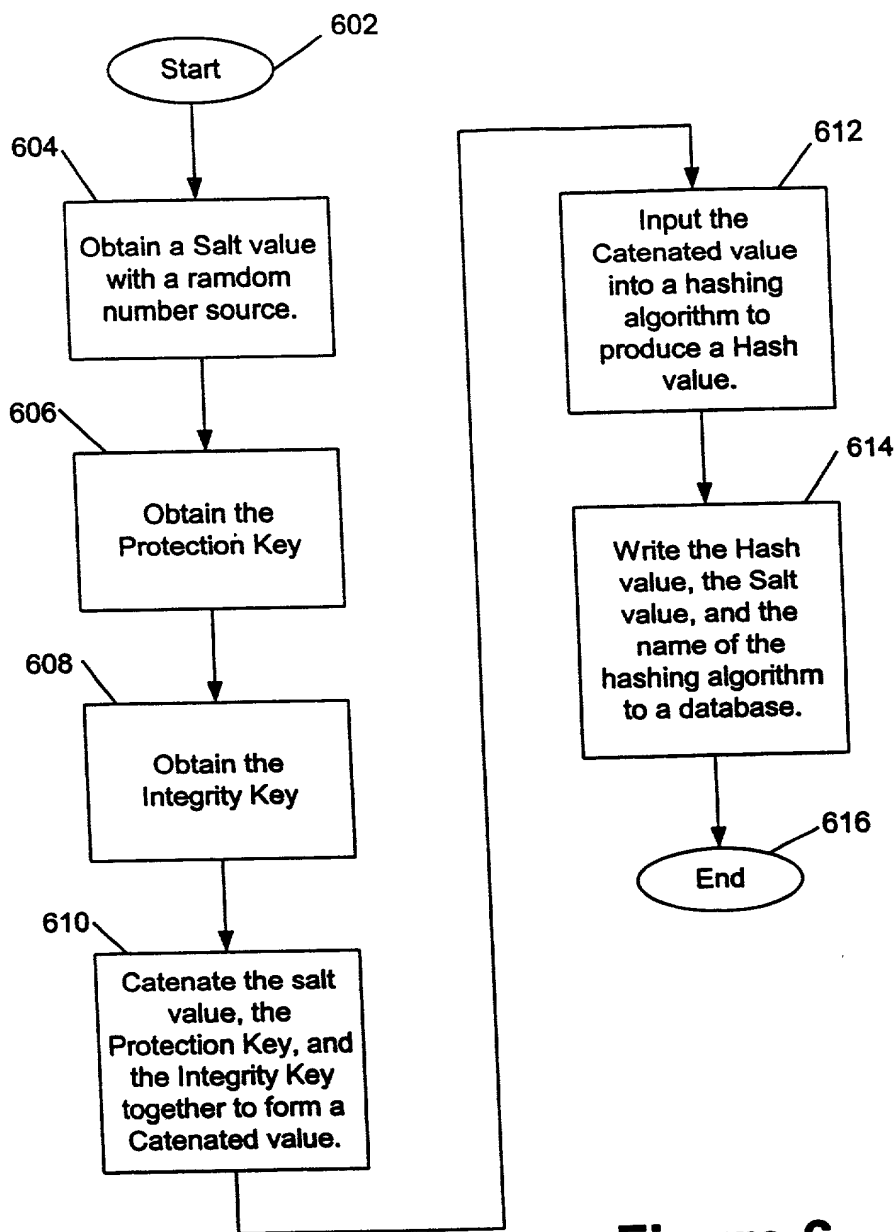 602
Start
604
Obtain a Salt value
with a ramdom
number source.
606
Obtain the
Protection Key
608
Obtain the
Integrity Key
610
Catenate the salt
value, the
Protection Key, and
the Integrity Key
together to form a
Catenated value.
612
Input the
Catenated value
into a hashing
algorithm to
produce a Hash
value.
614
Write the Hash
value, the Salt
value, and the
name of the
hashing algorithm
to a database.
616
End
Figure 6